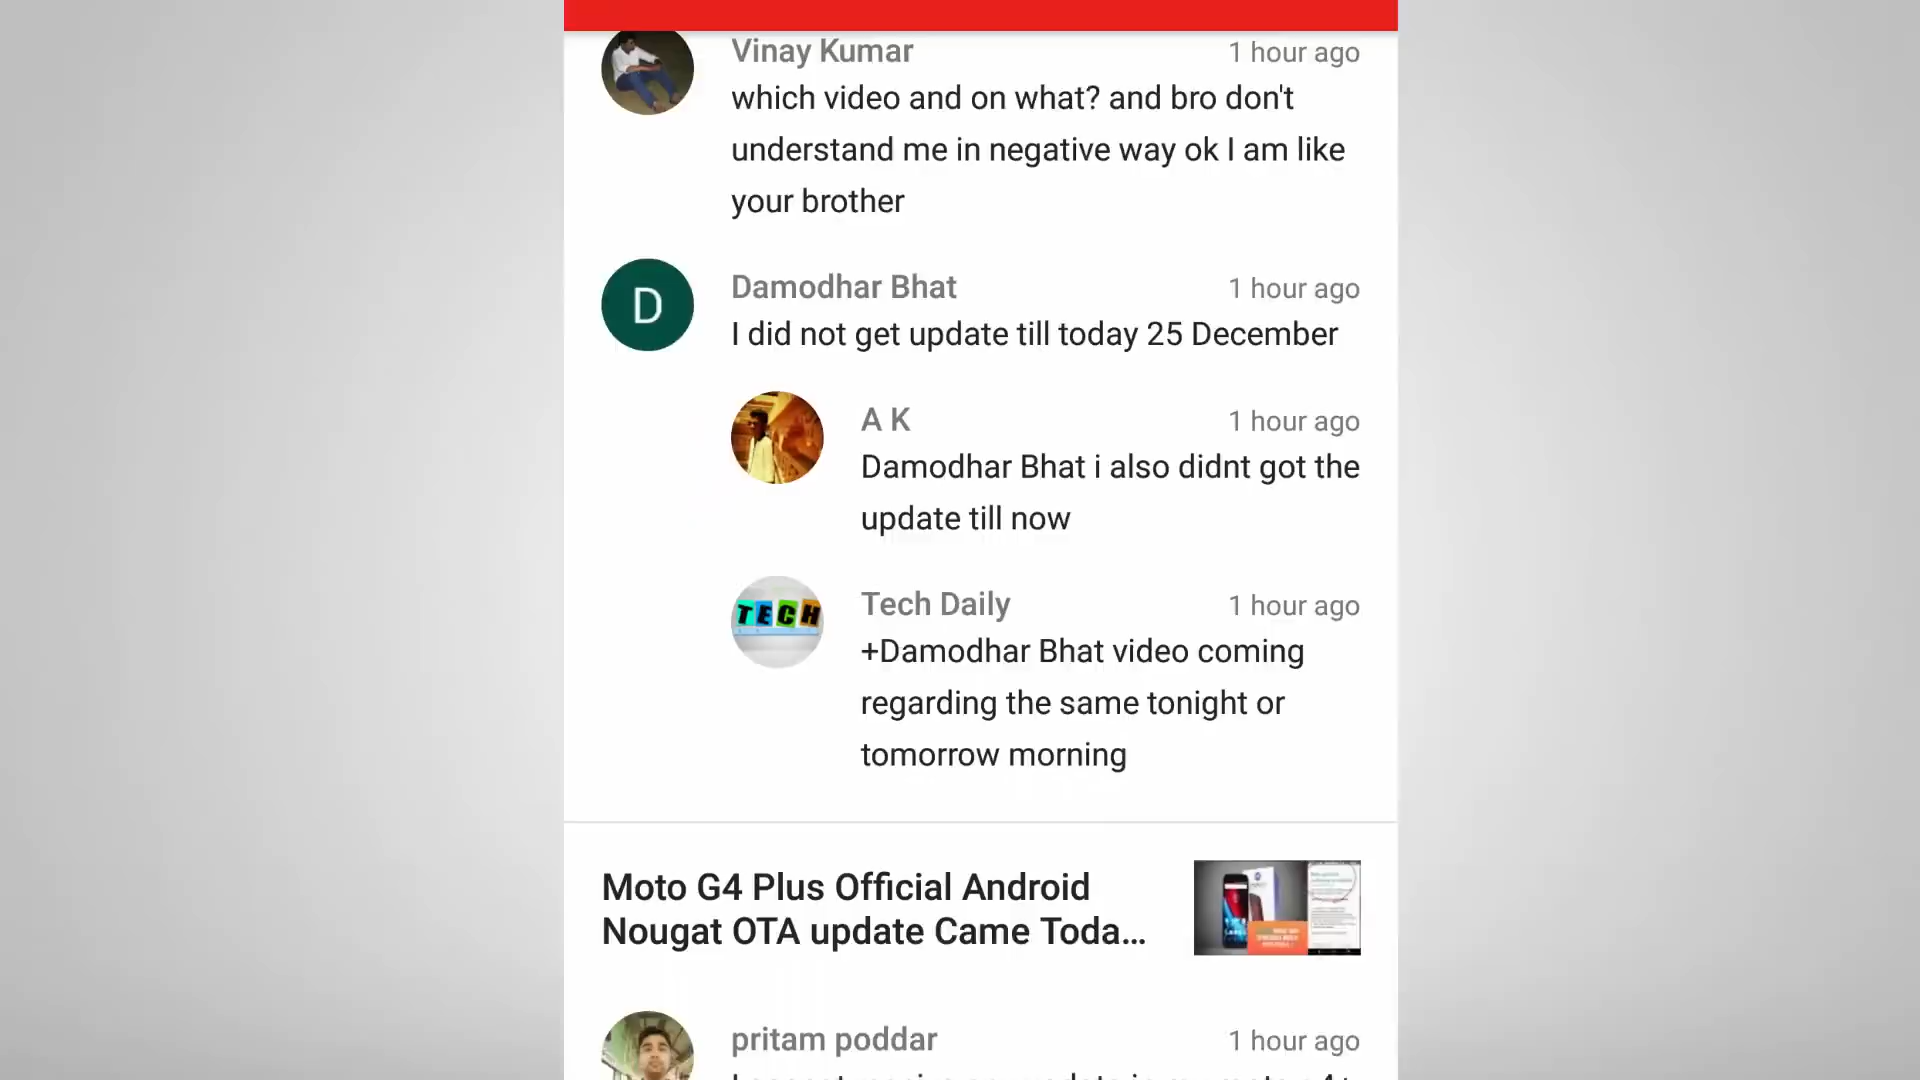 Vinay Kumar 1 hour ago
which video and on what? and bro don't
understand me in negative way ok I am like
your brother
D
Damodhar Bhat 1 hour ago
I did not get update till today 25 December
A K 1 hour ago
Damodhar Bhat i also didnt got the
update till now
TECH
Tech Daily 1 hour ago
+Damodhar Bhat video coming
regarding the same tonight or
tomorrow morning
Moto G4 Plus Official Android
Nougat OTA update Came Toda...
pritam poddar 1 hour ago